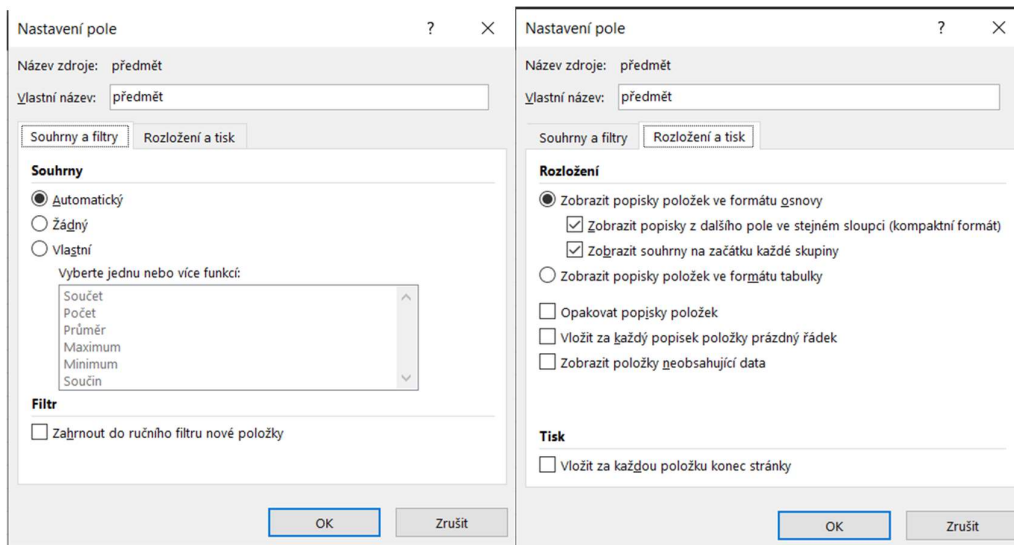 Nastavení pole
?
Název zdroje: předmět
Vlastní název: předmět
Souhrny a filtry
Rozložení a tisk
Souhrny
Automatický
Žádný
Vlastní
Vyberte jednu nebo více funkcí:
Součet
Počet
Průměr
Maximum
Minimum
Součin
Filtr
Zahrnout do ručního filtru nové položky
OK
Zrušit
Nastavení pole
?
Název zdroje: předmět
Vlastní název: předmět
Souhrny a filtry
Rozložení a tisk
Rozložení
Zobrazit popisky položek ve formátu osnovy
Zobrazit popisky z dalšího pole ve stejném sloupci (kompaktní formát)
Zobrazit souhrny na začátku každé skupiny
Zobrazit popisky položek ve formátu tabulky
Opakovat popisky položek
Vložit za každý popisek položky prázdný řádek
Zobrazit položky neobsahující data
Tisk
Vložit za každou položku konec stránky
OK
Zrušit